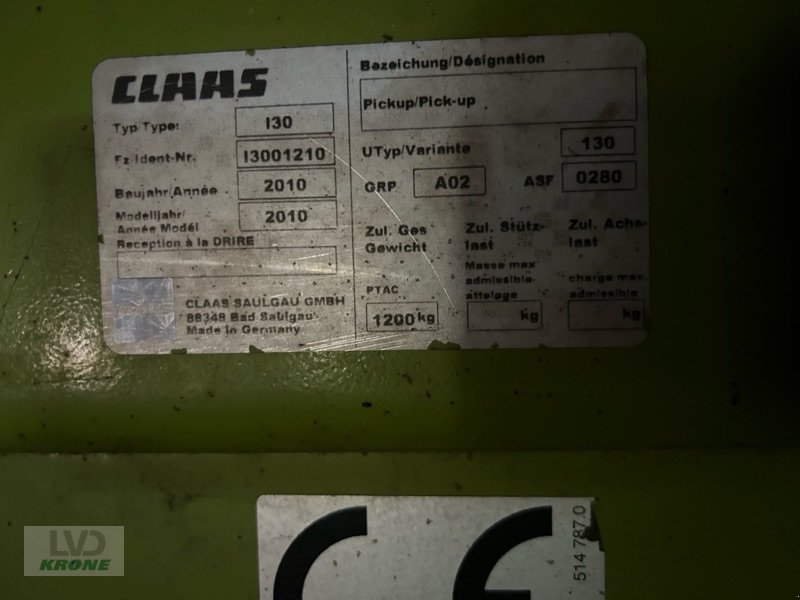 CLAAS
Typ Type: I30
Fz Ident-Nr. I3001210
Baujahr/Année 2010
Modelljahr/
Année Modél 2010
Reception à la DRIRE
CLAAS SAULGAU GMBH
88348 Bad Saulgau
Made in Germany
Bezeichung/Désignation
Pickup/Pick-up
UTyp/Variante 130
GRP A02 ASF 0280
Zul. Ges
Gewicht
PTAC
1200 kg
Zul. Stütz-
last
Masse max
admissible
attelage
kg
Zul. Achs-
last
charge max
admissible
kg
CE
514 787.0
LVD
KRONE